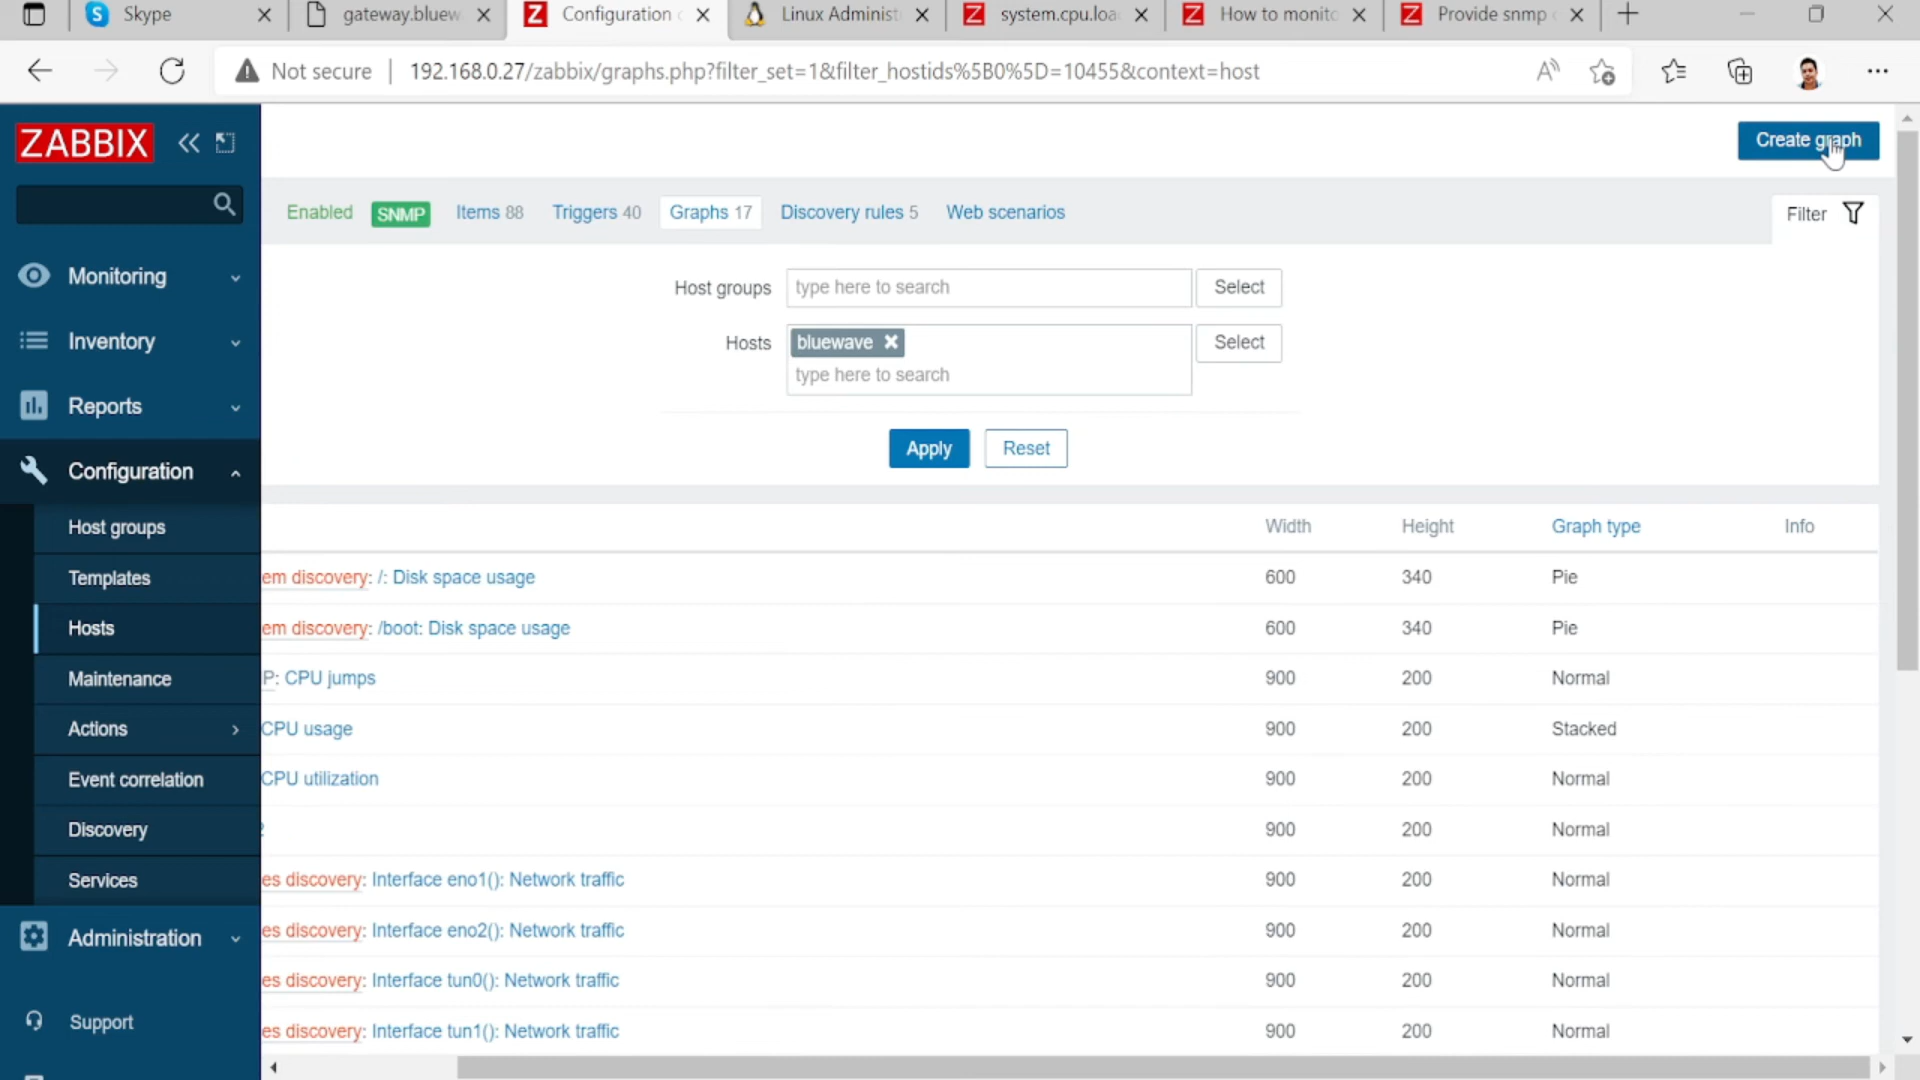 Skype
gateway.bluew
Configuration
Linux Administ
system.cpu.loa
How to monito
Provide snmp
Not secure
192.168.0.27/zabbix/graphs.php?filter_set=1&filter_hostids%5B0%5D=10455&context=host
ZABBIX
Create graph
Enabled SNMP Items 88 Triggers 40 Graphs 17 Discovery rules 5 Web scenarios
Filter
Monitoring
Inventory
Reports
Configuration
Host groups
Templates
Hosts
Maintenance
Actions
Event correlation
Discovery
Services
Administration
Support
Host groups type here to search Select
Hosts bluewave Select
type here to search
Apply Reset
Width Height Graph type Info
em discovery: /: Disk space usage 600 340 Pie
em discovery: /boot: Disk space usage 600 340 Pie
P: CPU jumps 900 200 Normal
CPU usage 900 200 Stacked
CPU utilization 900 200 Normal
900 200 Normal
es discovery: Interface eno1(): Network traffic 900 200 Normal
es discovery: Interface eno2(): Network traffic 900 200 Normal
es discovery: Interface tun0(): Network traffic 900 200 Normal
es discovery: Interface tun1(): Network traffic 900 200 Normal